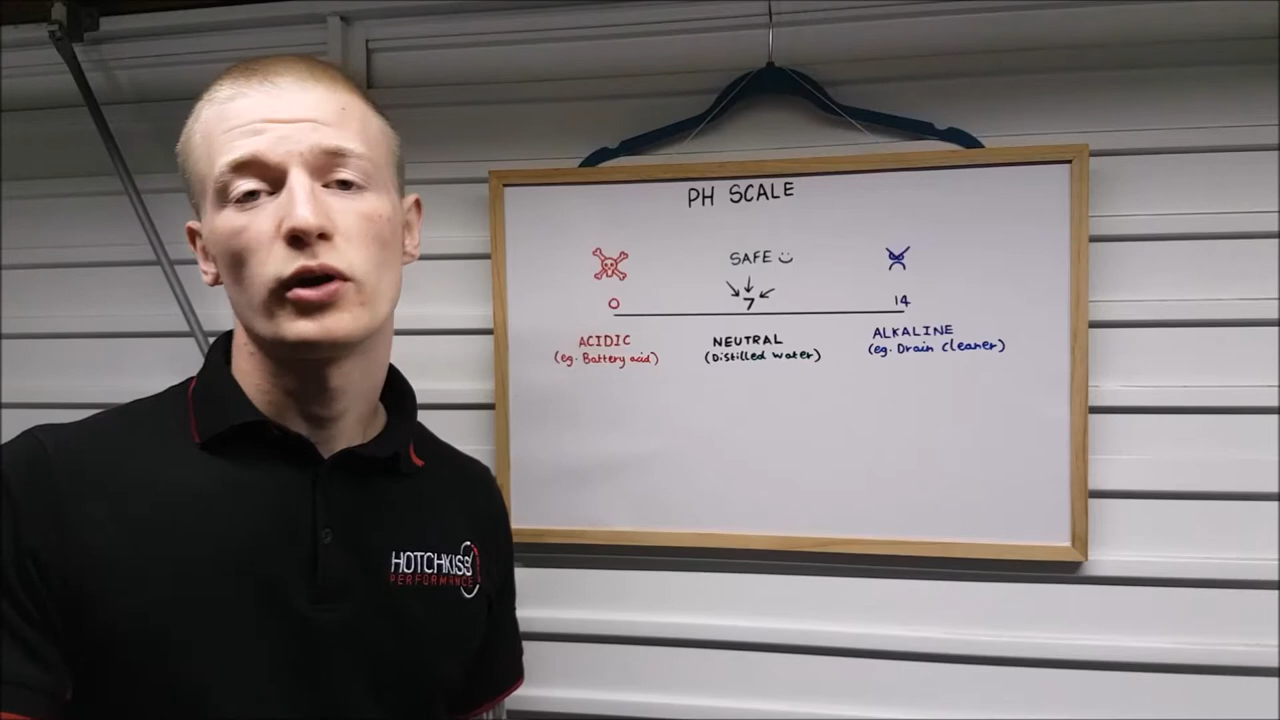 PH SCALE
SAFE
0 7 14
ACIDIC NEUTRAL ALKALINE
(eg. Battery acid) (Distilled water) (eg. Drain cleaner)
HOTCHKISS
PERFORMANCE